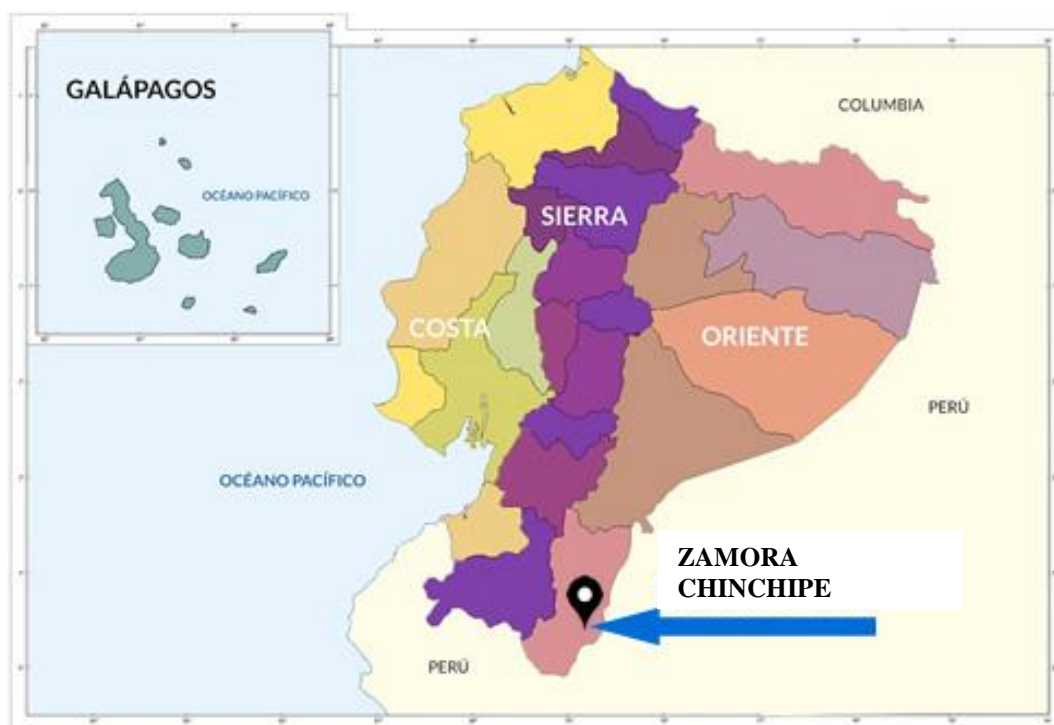 GALÁPAGOS
OCÉANO PACÍFICO
COLUMBIA
SIERRA
COSTA
ORIENTE
PERÚ
OCÉANO PACÍFICO
ZAMORA
CHINCHIPE
PERÚ